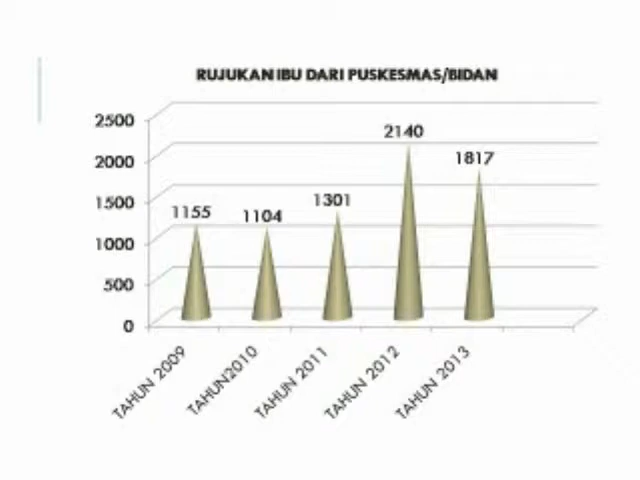 RUJUKAN IBU DARI PUSKESMAS/BIDAN
2500
2000
1500
1000
500
0
1155
1104
1301
2140
1817
TAHUN 2009
TAHUN2010
TAHUN 2011
TAHUN 2012
TAHUN 2013